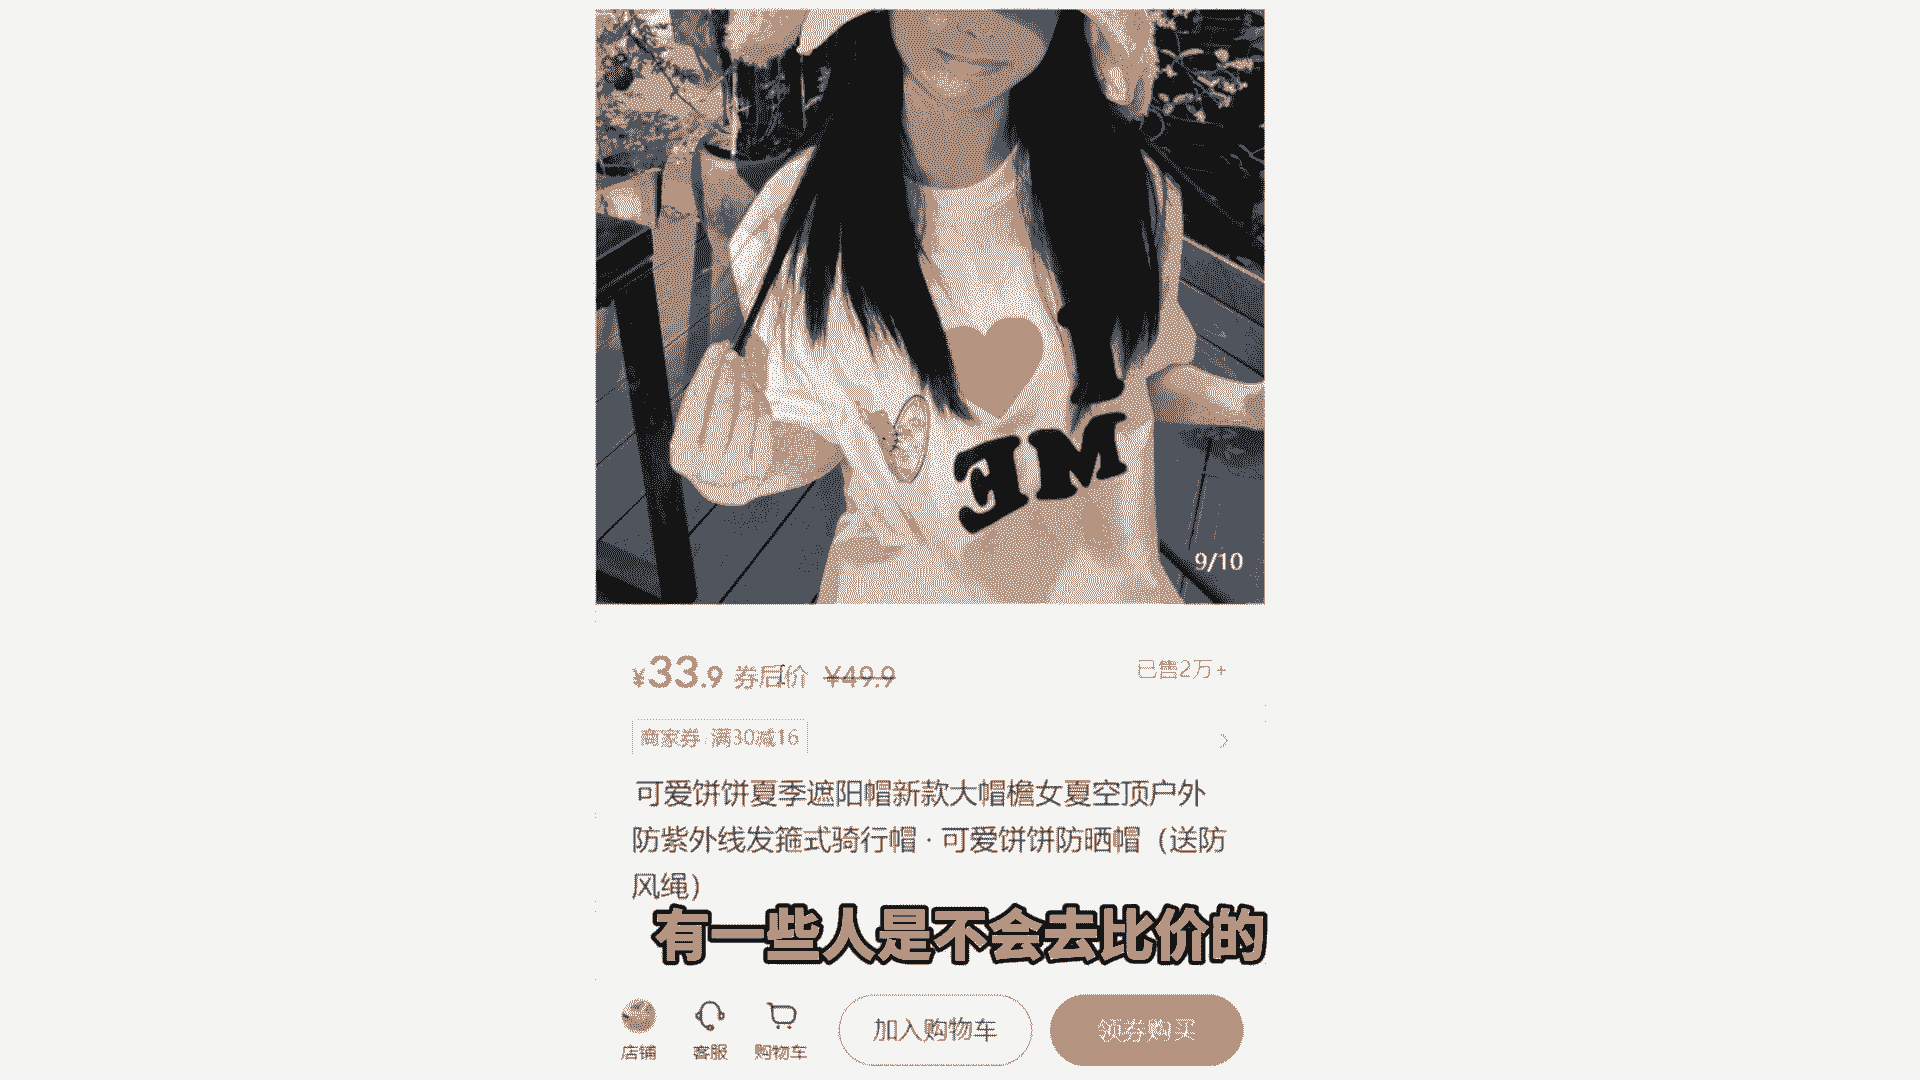 ME
9/10
¥33.9 券后价 ¥49.9
已售2万+
商家券 满30减16
可爱饼饼夏季遮阳帽新款大帽檐女夏空顶户外
防紫外线发箍式骑行帽·可爱饼饼防晒帽（送防
风绳）
有一些人是不会去比价的
店铺
客服
购物车
加入购物车
领券购买